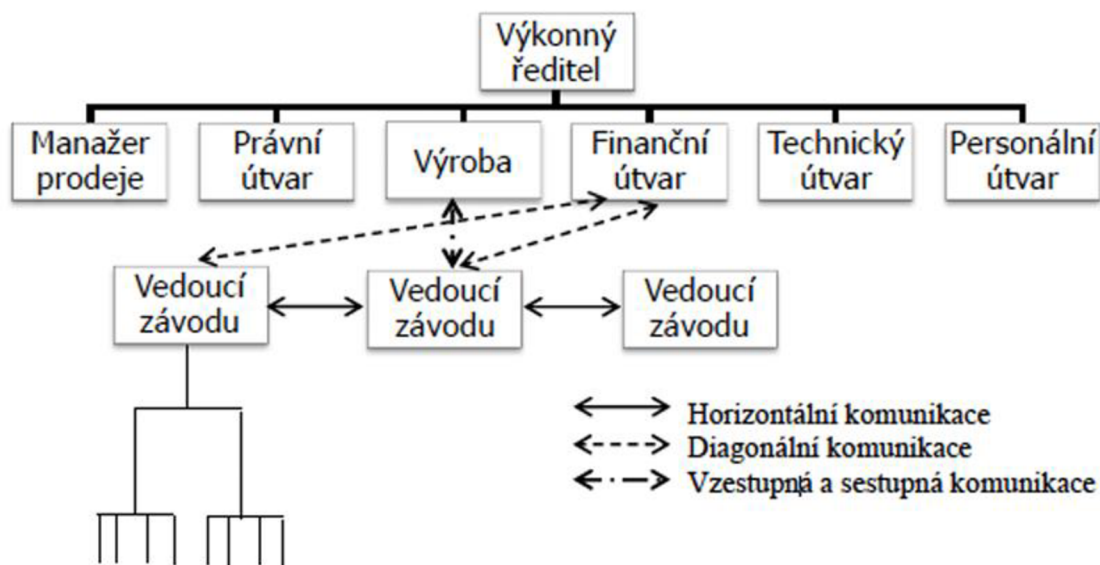 Výkonný
ředitel
Manažer
prodeje
Právní
útvar
Výroba
Finanční
útvar
Technický
útvar
Personální
útvar
Vedoucí
závodu
Vedoucí
závodu
Vedoucí
závodu
Horizontální komunikace
Diagonální komunikace
Vzestupná a sestupná komunikace